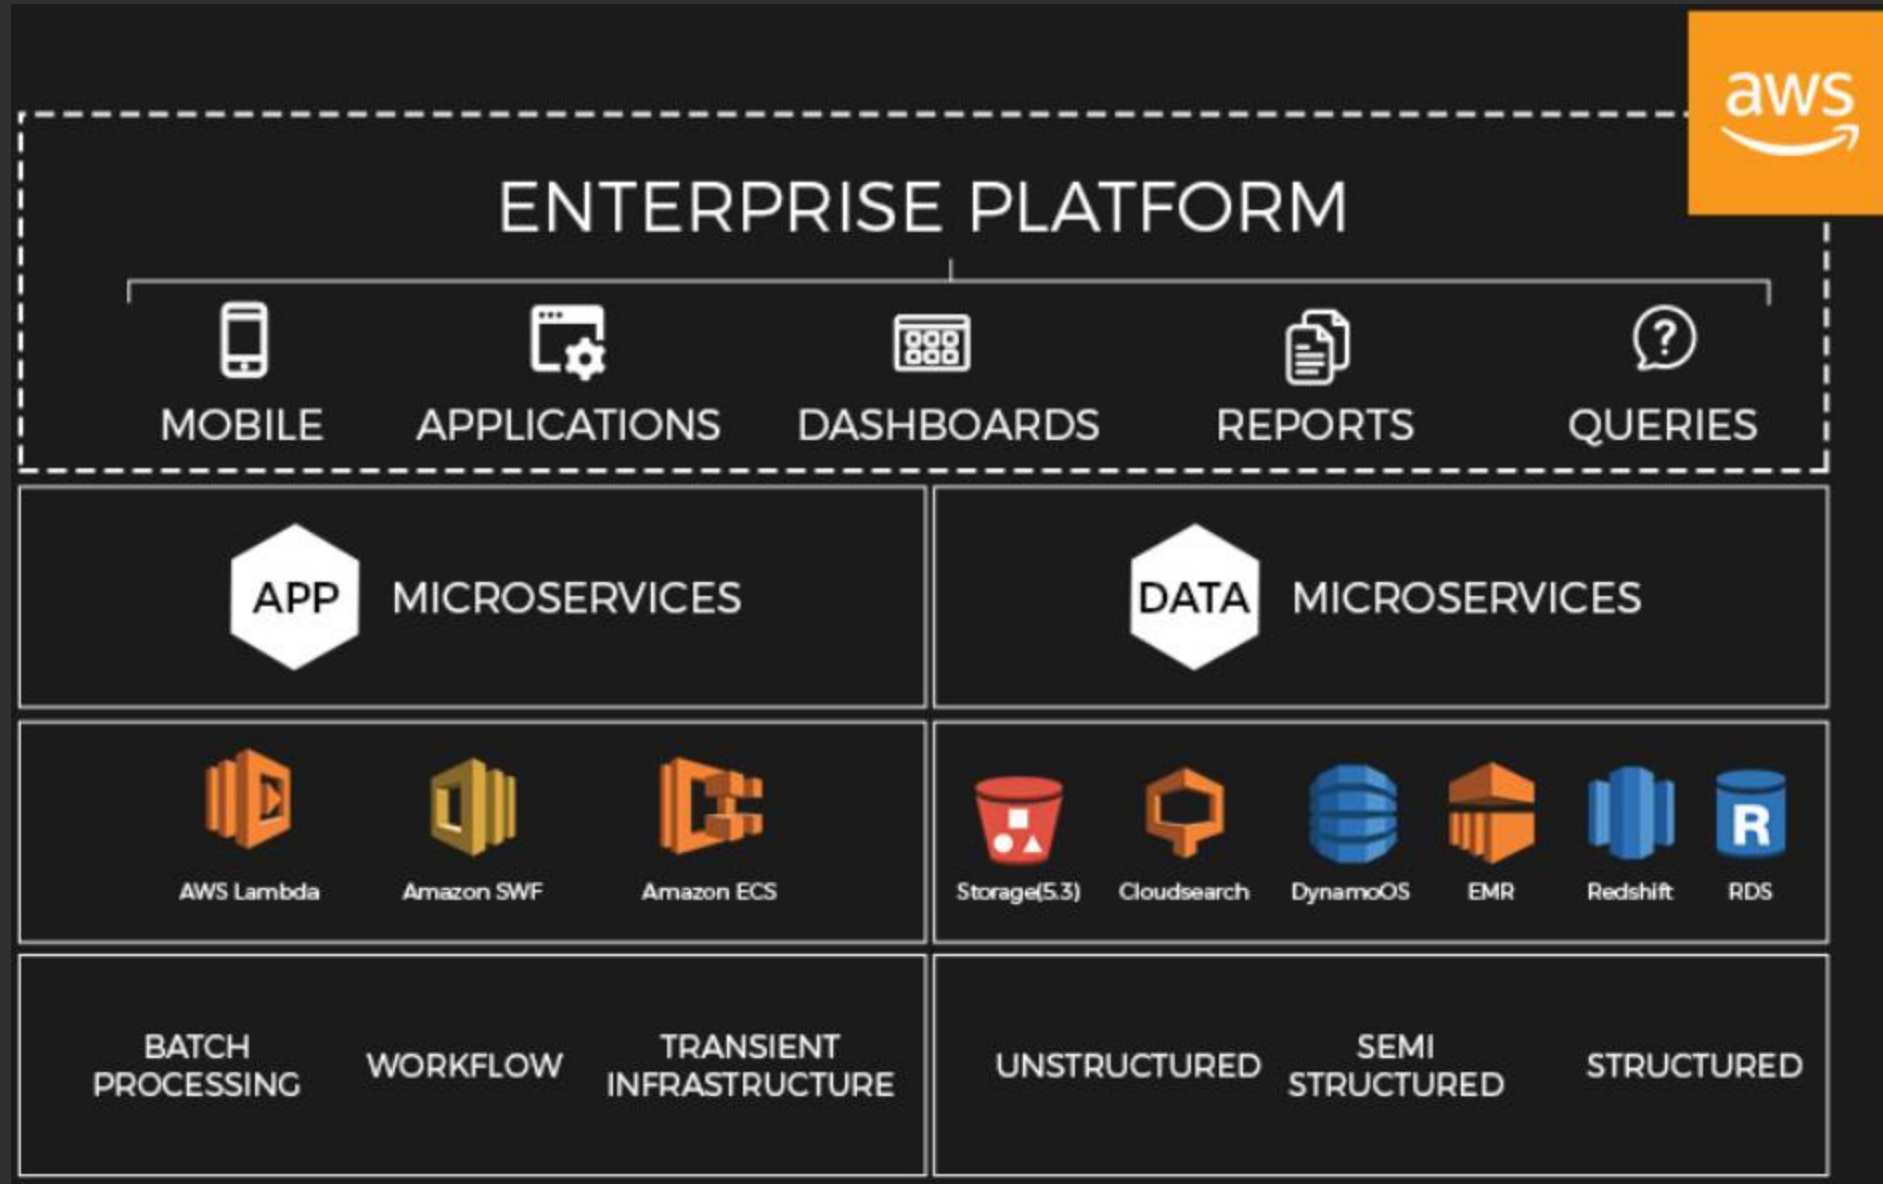 aws
ENTERPRISE PLATFORM
MOBILE
APPLICATIONS
DASHBOARDS
REPORTS
QUERIES
APP
MICROSERVICES
DATA
MICROSERVICES
AWS Lambda
Amazon SWF
Amazon ECS
Storage(5.3)
Cloudsearch
DynamoOS
EMR
Redshift
R
RDS
BATCH
PROCESSING
WORKFLOW
TRANSIENT
INFRASTRUCTURE
UNSTRUCTURED
SEMI
STRUCTURED
STRUCTURED